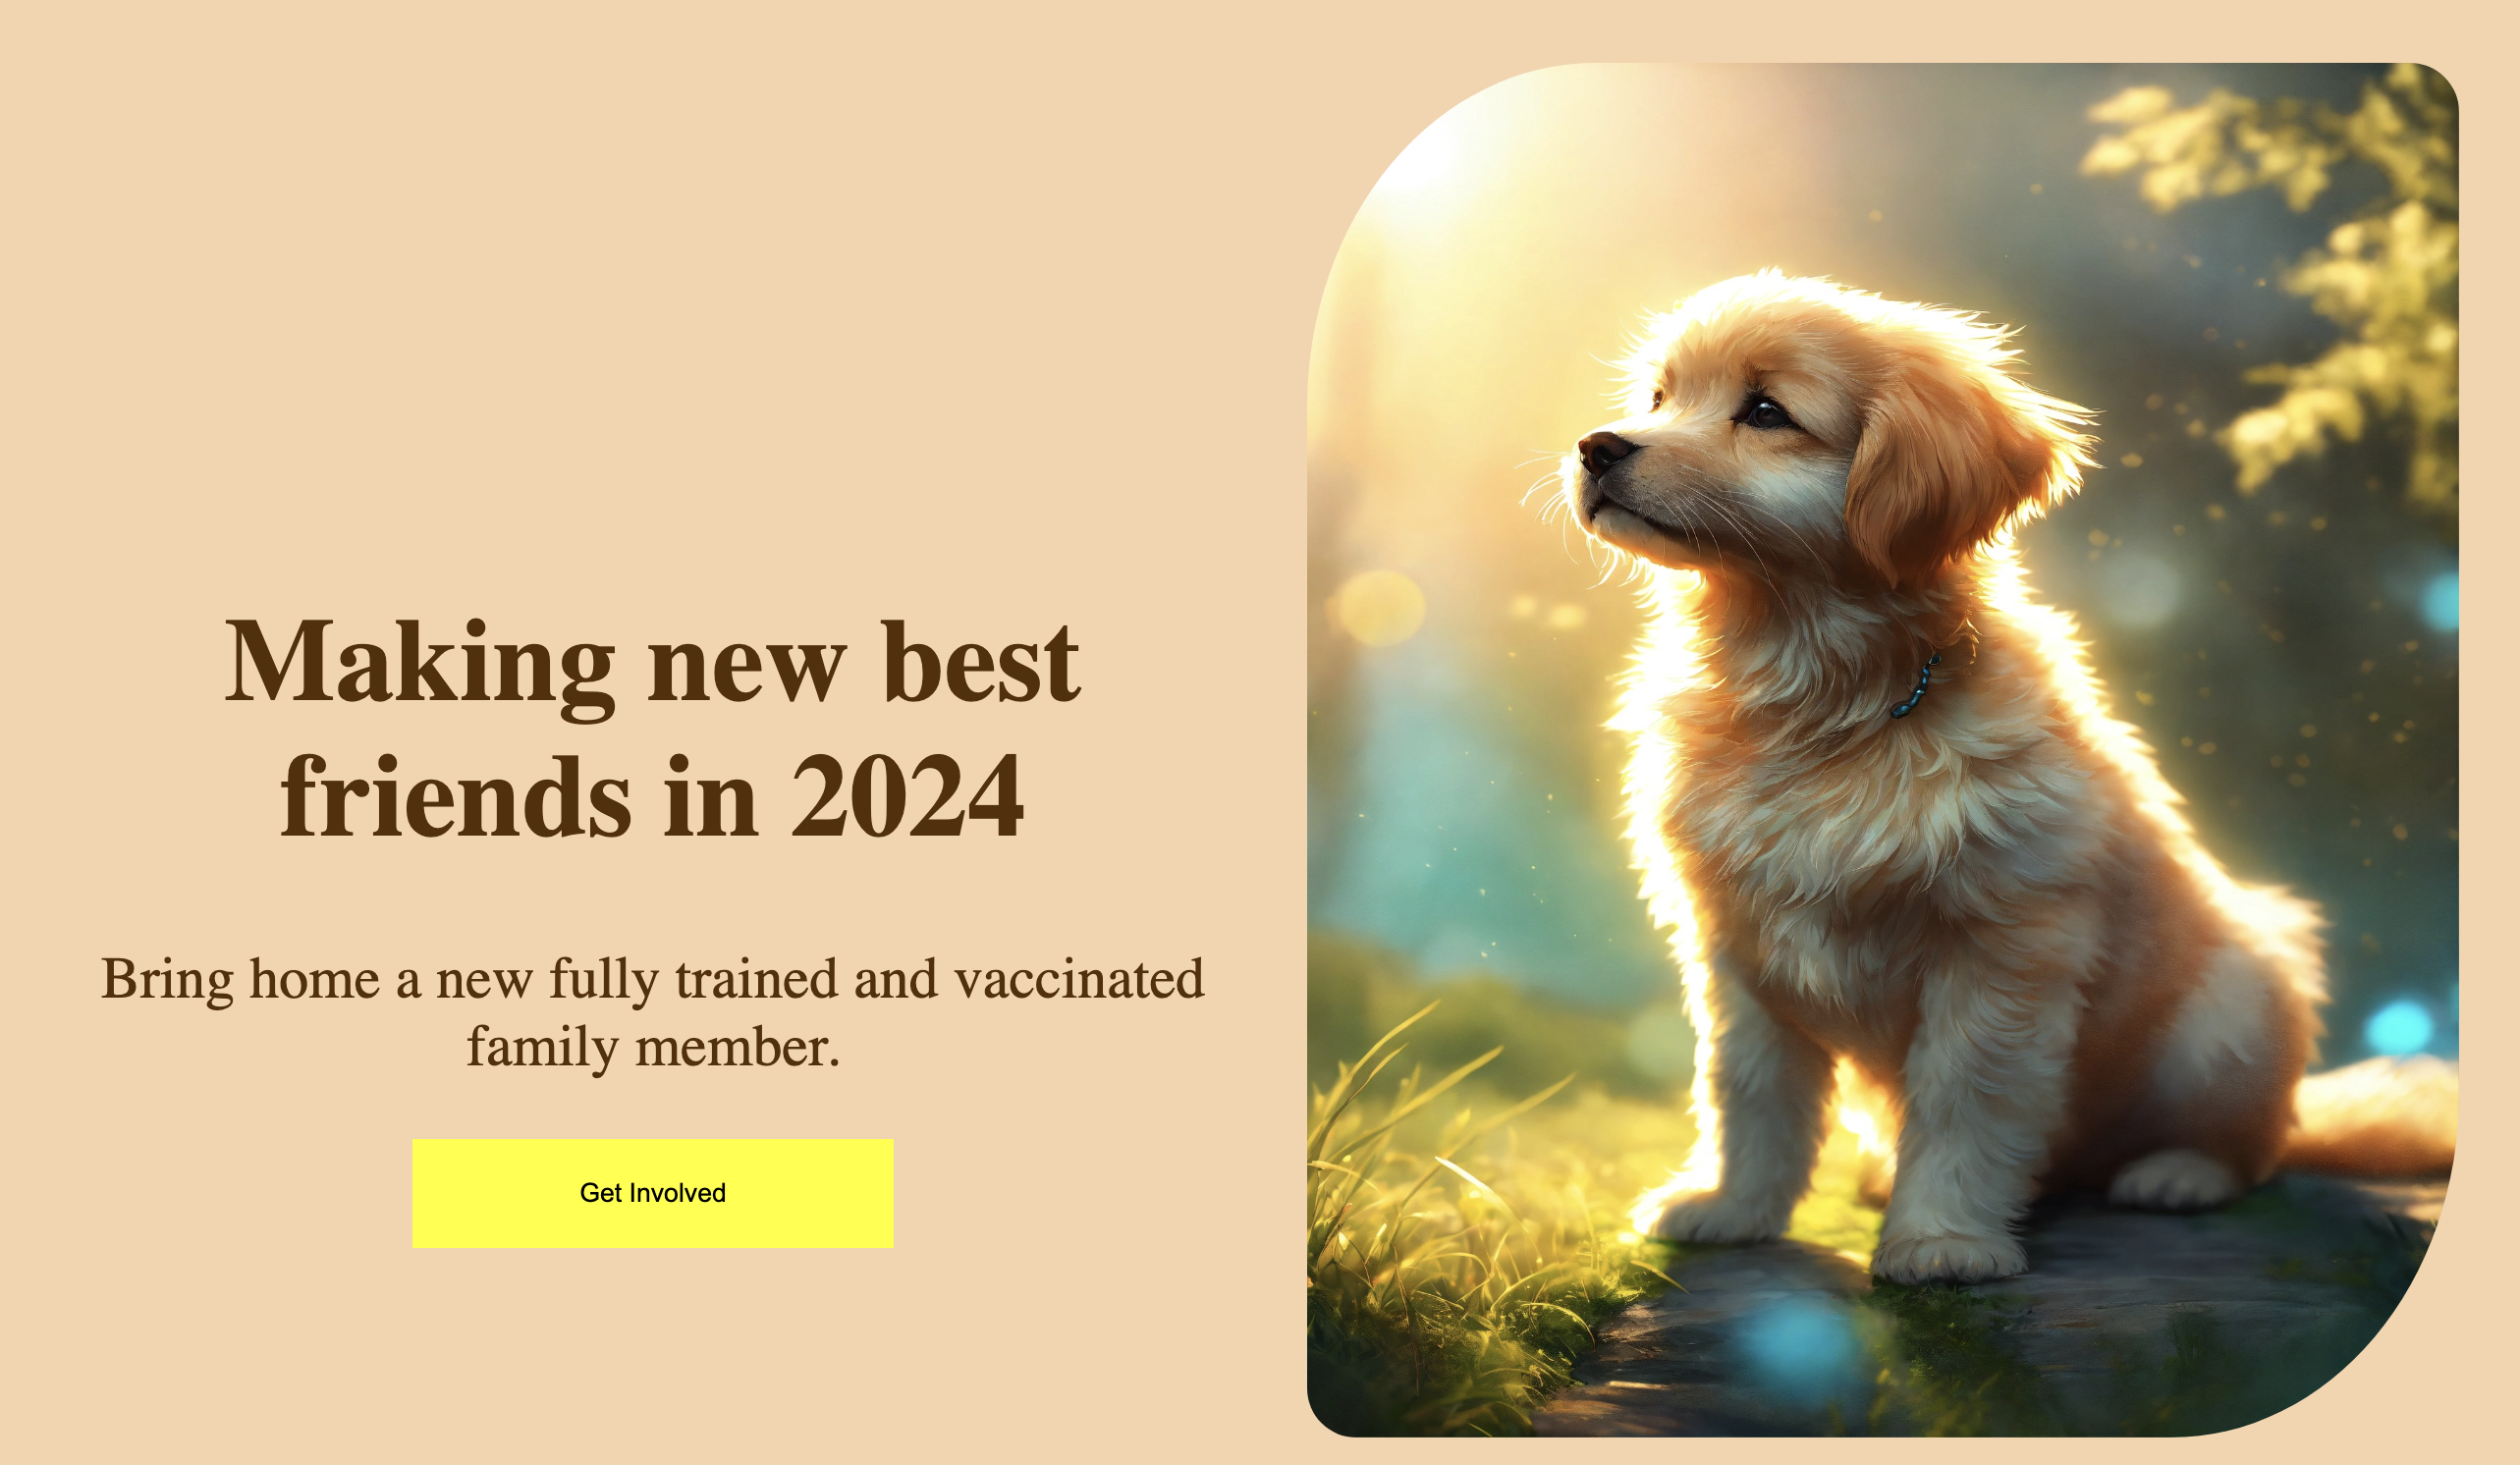 Making new best
friends in 2024
Bring home a new fully trained and vaccinated
family member.
Get Involved